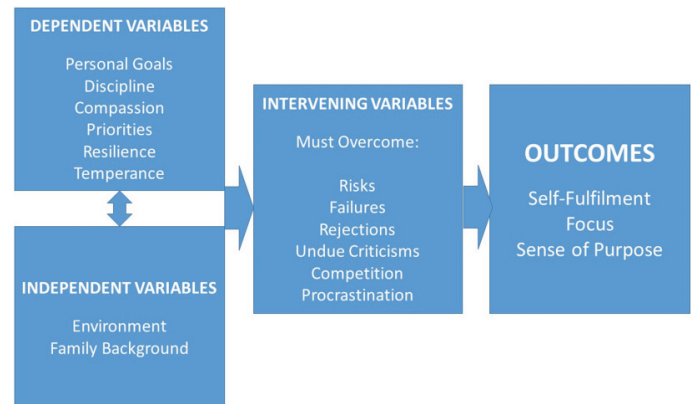 DEPENDENT VARIABLES
Personal Goals
Discipline
Compassion
Priorities
Resilience
Temperance
INDEPENDENT VARIABLES
Environment
Family Background
INTERVENING VARIABLES
Must Overcome:
Risks
Failures
Rejections
Undue Criticisms
Competition
Procrastination
OUTCOMES
Self-Fulfilment
Focus
Sense of Purpose